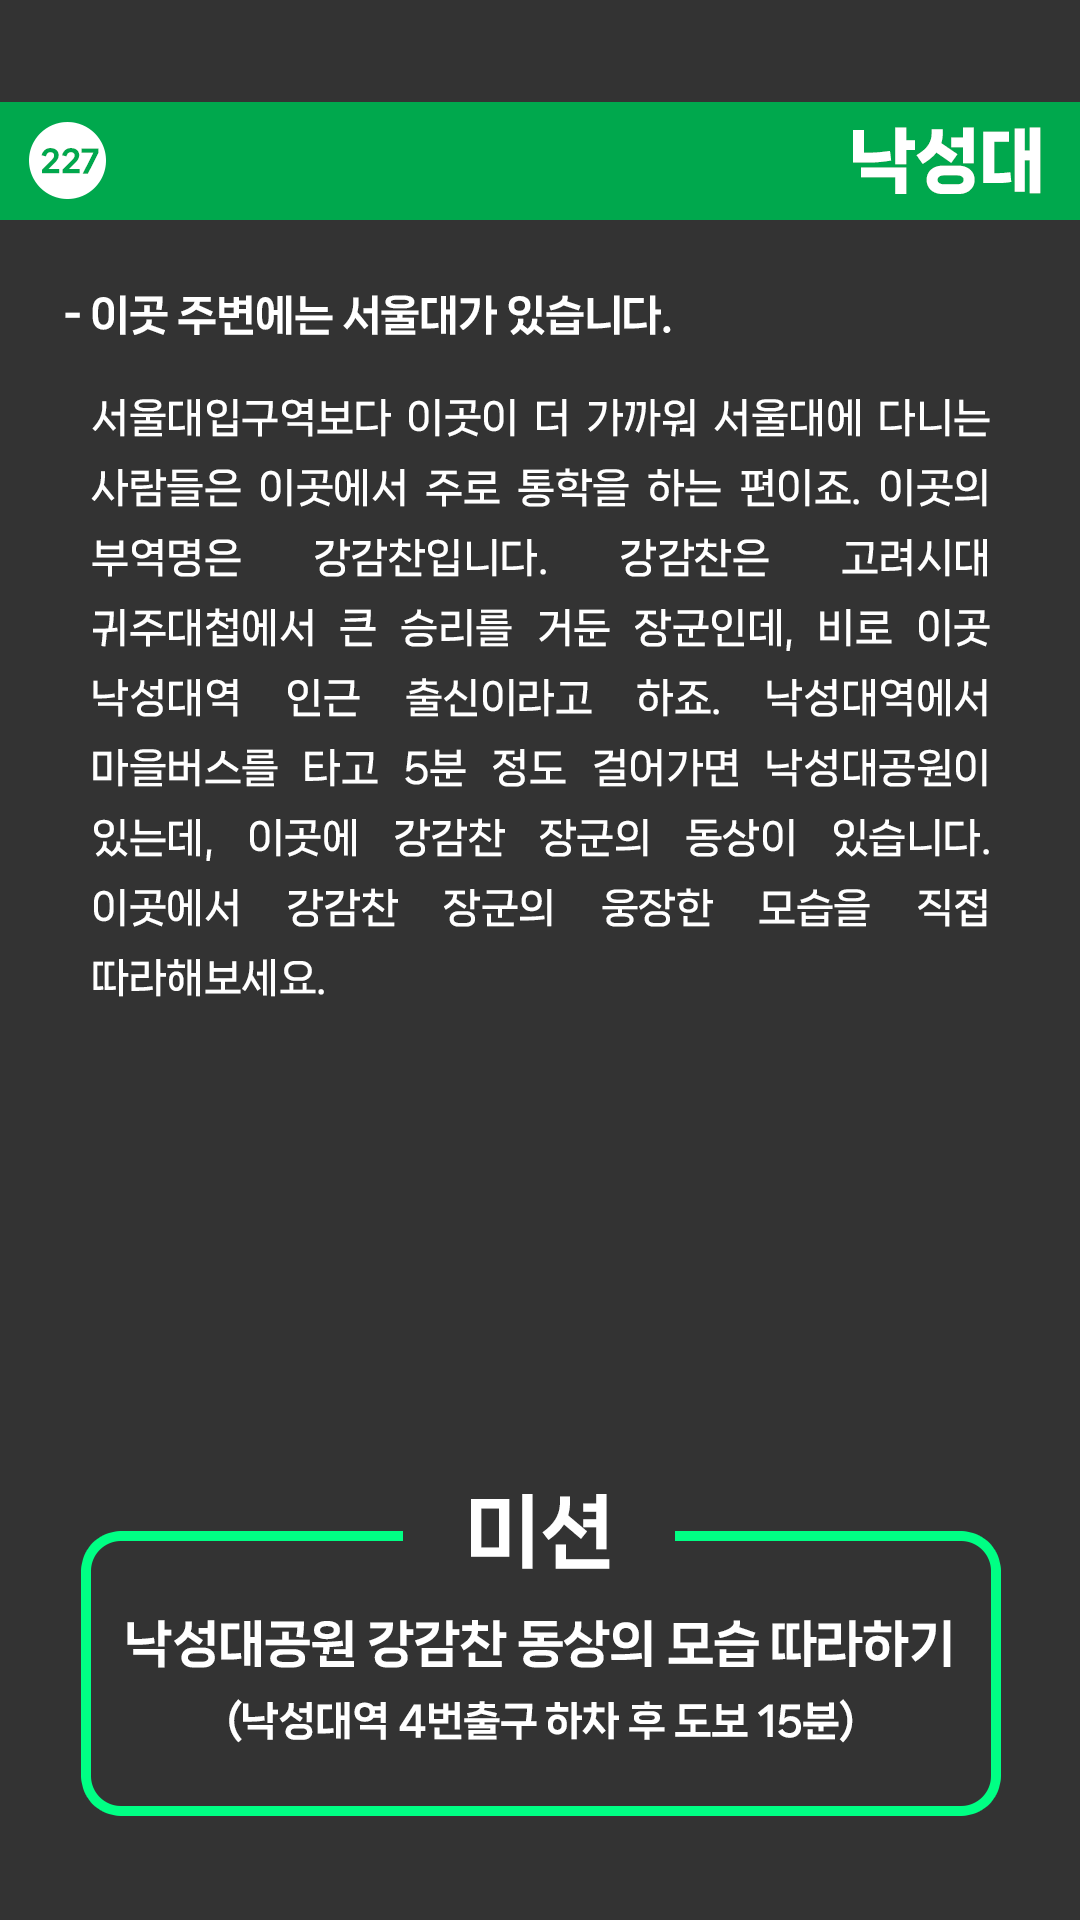 227
낙성대
- 이곳 주변에는 서울대가 있습니다.
서울대입구역보다 이곳이 더 가까워 서울대에 다니는
사람들은 이곳에서 주로 통학을 하는 편이죠. 이곳의
부역명은 강감찬입니다. 강감찬은 고려시대
귀주대첩에서 큰 승리를 거둔 장군인데, 비로 이곳
낙성대역 인근 출신이라고 하죠. 낙성대역에서
마을버스를 타고 5분 정도 걸어가면 낙성대공원이
있는데, 이곳에 강감찬 장군의 동상이 있습니다.
이곳에서 강감찬 장군의 웅장한 모습을 직접
따라해보세요.
미션
낙성대공원 강감찬 동상의 모습 따라하기
(낙성대역 4번출구 하차 후 도보 15분)